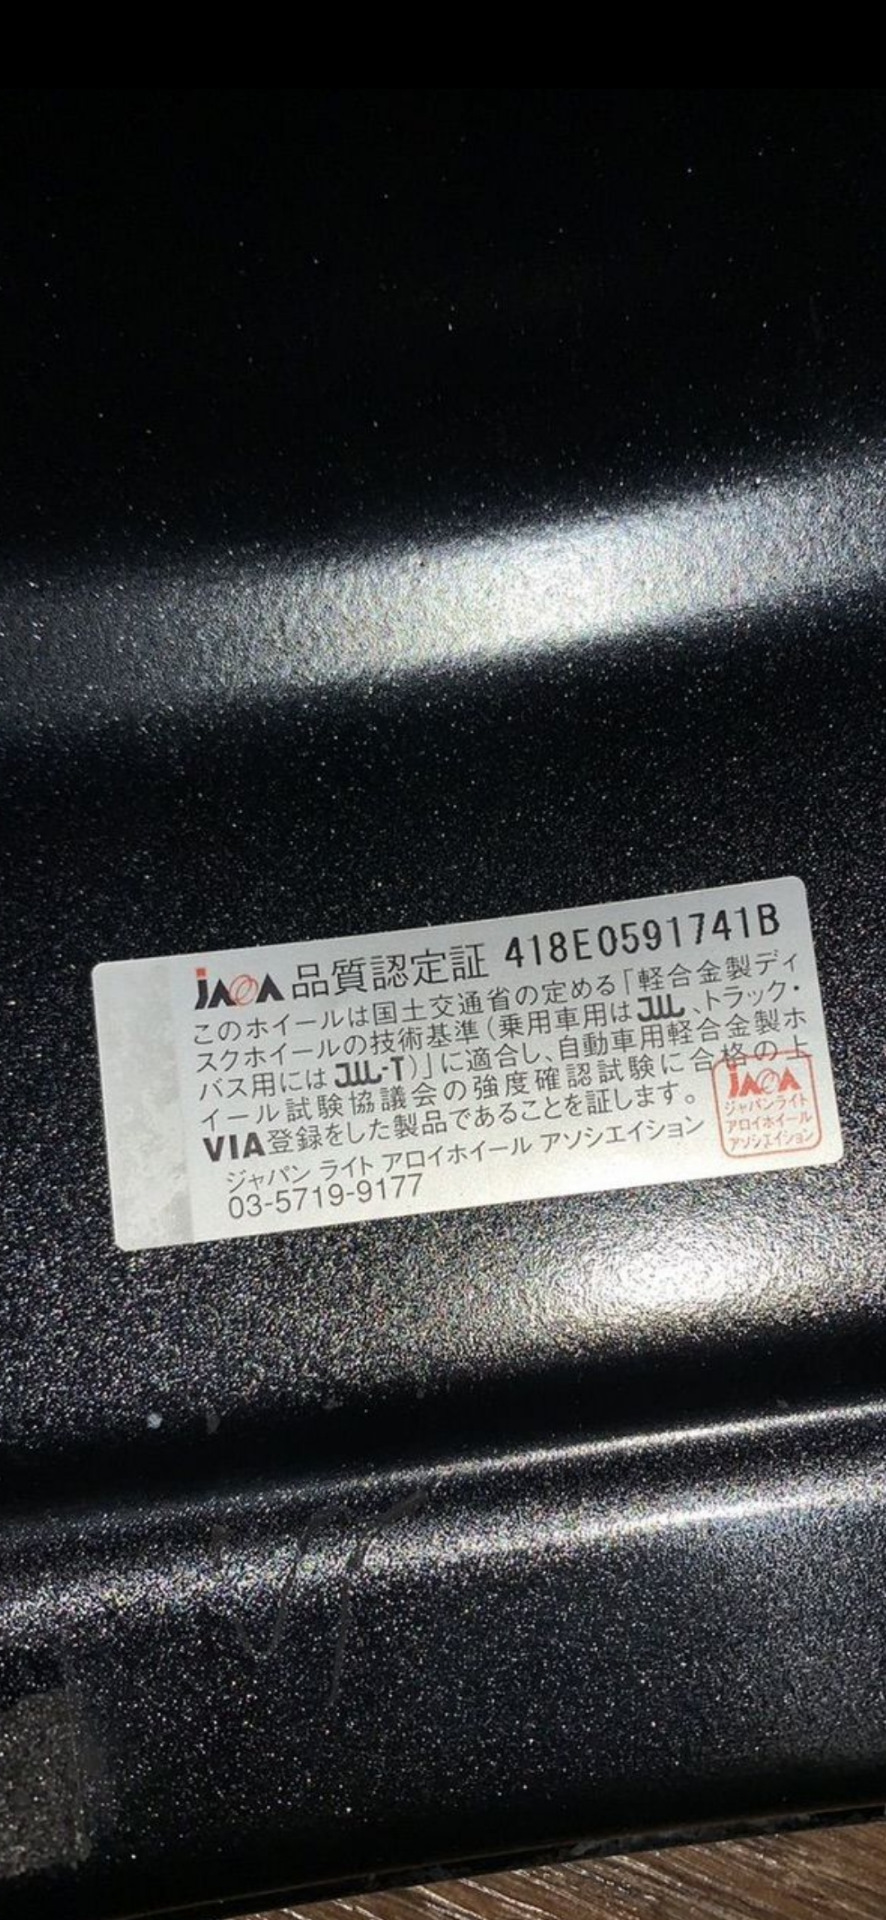 JAWA 品質認定証 418E0591741B
このホイールは国土交通省の定める「軽合金製ディ
スクホイールの技術基準(乗用車用はJWL、トラック・
バス用にはJWL-T)」に適合し、自動車用軽合金製ホ
イール試験協議会の強度確認試験に合格の上
VIA登録をした製品であることを証します。
ジャパン ライト アロイホイール アソシエイション
03-5719-9177
JAWA
ジャパンライト
アロイホイール
アソシエイション